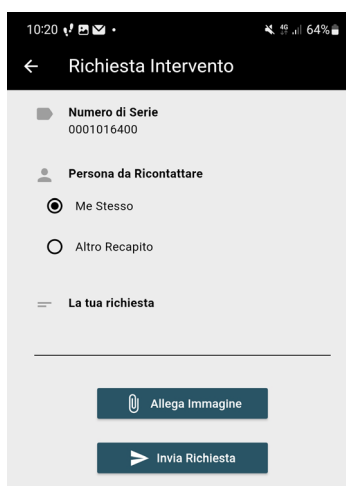 10:20
4G
64%
Richiesta Intervento
Numero di Serie
0001016400
Persona da Ricontattare
Me Stesso
Altro Recapito
La tua richiesta
Allega Immagine
Invia Richiesta